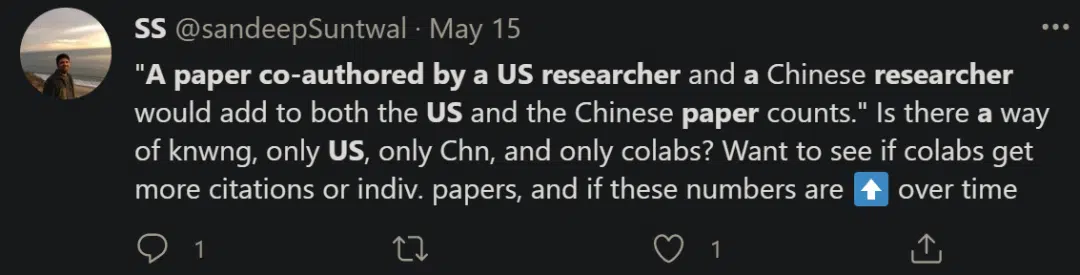 SS @sandeepSuntwal · May 15
"A paper co-authored by a US researcher and a Chinese researcher
would add to both the US and the Chinese paper counts." Is there a way
of knwng, only US, only Chn, and only colabs? Want to see if colabs get
more citations or indiv. papers, and if these numbers are ⬆ over time
1 1